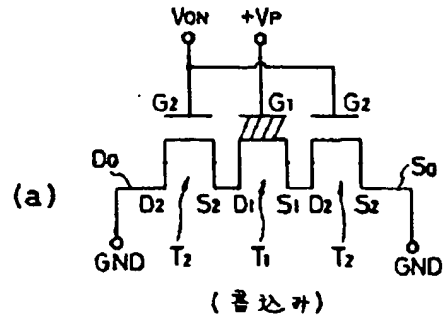 VON +VP
G2 G1 G2
D0 S0
(a)
D2 S2 D1 S1 D2 S2
GND T2 T1 T2 GND
(書込み)